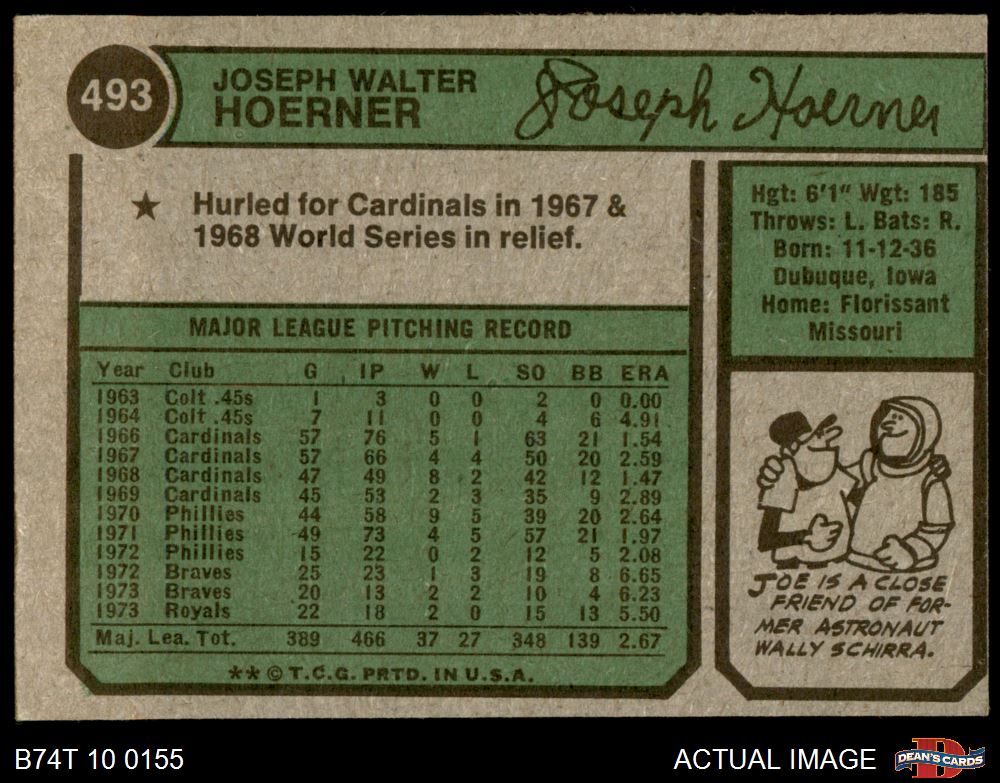 493
JOSEPH WALTER
HOERNER
Joseph Hoerner
★ Hurled for Cardinals in 1967 &
1968 World Series in relief.
MAJOR LEAGUE PITCHING RECORD
Year Club G IP W L SO BB ERA
1963 Colt .45s 1 3 0 0 2 0 0.00
1964 Colt .45s 7 11 0 0 4 6 4.91
1966 Cardinals 57 76 5 1 63 21 1.54
1967 Cardinals 57 66 4 4 50 20 2.59
1968 Cardinals 47 49 8 2 42 12 1.47
1969 Cardinals 45 53 2 3 35 9 2.89
1970 Phillies 44 58 9 5 39 20 2.64
1971 Phillies 49 73 4 5 57 21 1.97
1972 Phillies 15 22 0 2 12 5 2.08
1972 Braves 25 23 1 3 19 8 6.65
1973 Braves 20 13 2 2 10 4 6.23
1973 Royals 22 18 2 0 15 13 5.50
Maj. Lea. Tot. 389 466 37 27 348 139 2.67
** © T.C.G. PRTD. IN U.S.A.
Hgt: 6'1" Wgt: 185
Throws: L. Bats: R.
Born: 11-12-36
Dubuque, Iowa
Home: Florissant
Missouri
JOE IS A CLOSE
FRIEND OF FOR-
MER ASTRONAUT
WALLY SCHIRRA.
B74T 10 0155
ACTUAL IMAGE
D
DEAN'S CARDS